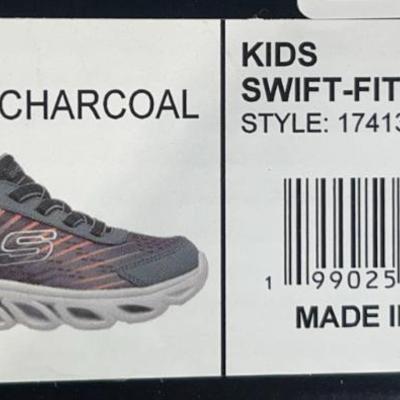 CHARCOAL
S
KIDS
SWIFT-FIT
STYLE: 17413
1 99025
MADE I